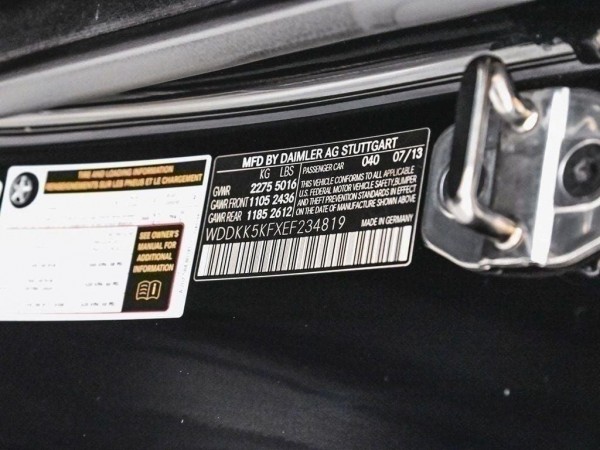 TIRE AND LOADING INFORMATION
RENSEIGNEMENTS SUR LES PNEUS ET LE CHARGEMENT
SEE OWNER'S
MANUAL FOR
ADDITIONAL
INFORMATION
MFD BY DAIMLER AG STUTTGART
KG LBS PASSENGER CAR 040 07/13
GVWR 2275 5016 THIS VEHICLE CONFORMS TO ALL APPLICABLE
GAWR FRONT 1105 2436 U.S. FEDERAL MOTOR VEHICLE SAFETY, BUMPER
GAWR REAR 1185 2612 AND THEFT PREVENTION STANDARDS IN EFFECT
ON THE DATE OF MANUFACTURE SHOWN ABOVE.
WDDKK5KFXEF234819 MADE IN GERMANY